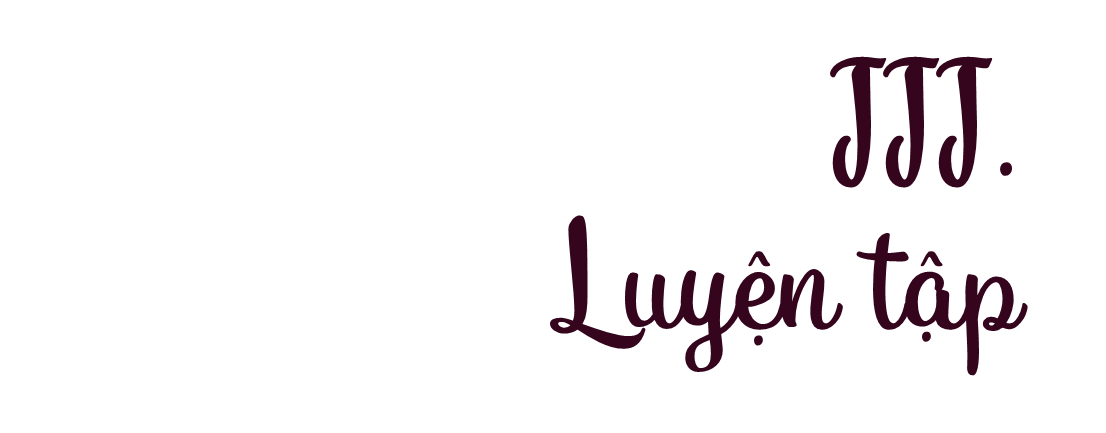 III.
Luyện tập